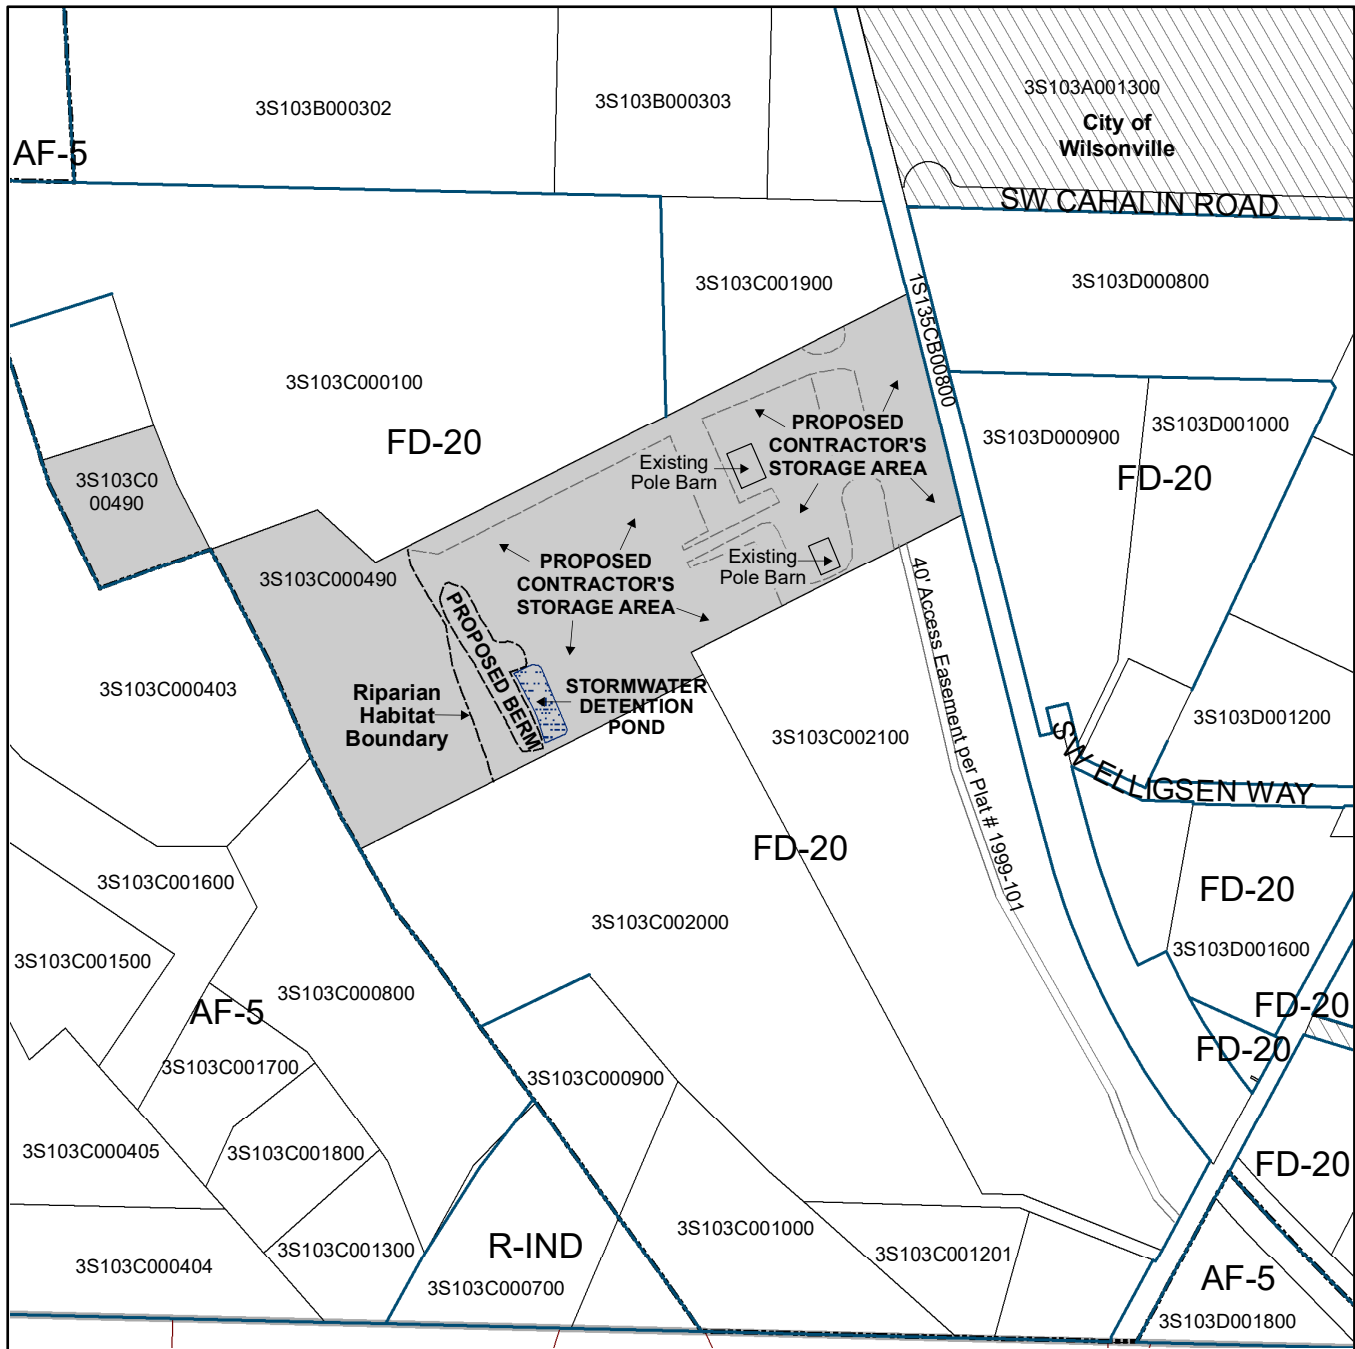 3S103A001300
City of
Wilsonville
3S103B000302
3S103B000303
AF-5
SW CAHALIN ROAD
3S103C001900
1S135CB00800
3S103D000800
3S103C000100
FD-20
3S103D000900
3S103D001000
FD-20
PROPOSED
CONTRACTOR'S
STORAGE AREA
Existing
Pole Barn
3S103C0
00490
3S103C000490
PROPOSED
CONTRACTOR'S
STORAGE AREA
Existing
Pole Barn
40' Access Easement per Plat # 1999-101
PROPOSED BERM
3S103C000403
Riparian
Habitat
Boundary
STORMWATER
DETENTION
POND
3S103C002100
3S103D001200
SW ELLIGSEN WAY
FD-20
3S103C001600
FD-20
3S103C002000
3S103D001600
3S103C001500
3S103C000800
AF-5
FD-20
FD-20
3S103C001700
3S103C000900
3S103C000405
3S103C001800
FD-20
3S103C001000
3S103C001300
R-IND
3S103C001201
3S103C000404
3S103C000700
AF-5
3S103D001800